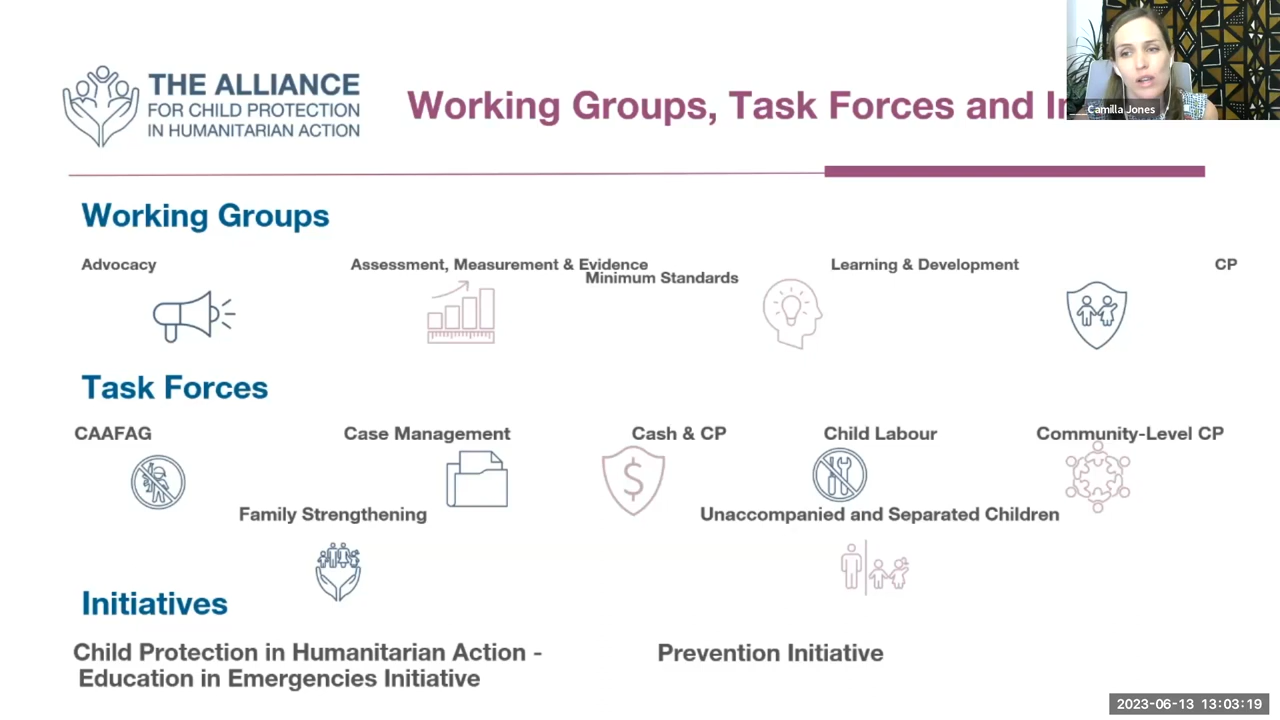 THE ALLIANCE
FOR CHILD PROTECTION
IN HUMANITARIAN ACTION
Working Groups, Task Forces and
Camilla Jones
Working Groups
Advocacy
Assessment, Measurement & Evidence
Learning & Development
CP
Minimum Standards
Task Forces
CAAFAG
Case Management
Cash & CP
Child Labour
Community-Level CP
Family Strengthening
Unaccompanied and Separated Children
Initiatives
Child Protection in Humanitarian Action -
Education in Emergencies Initiative
Prevention Initiative
2023-06-13 13:03:19